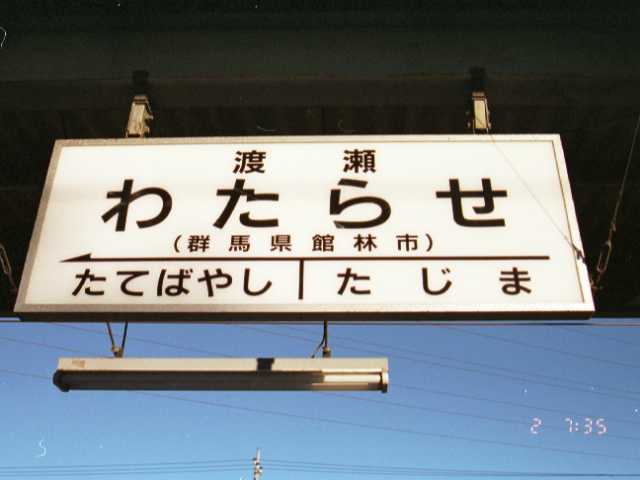 渡瀬
わたらせ
(群馬県館林市)
たてばやし たじま
2 7:35